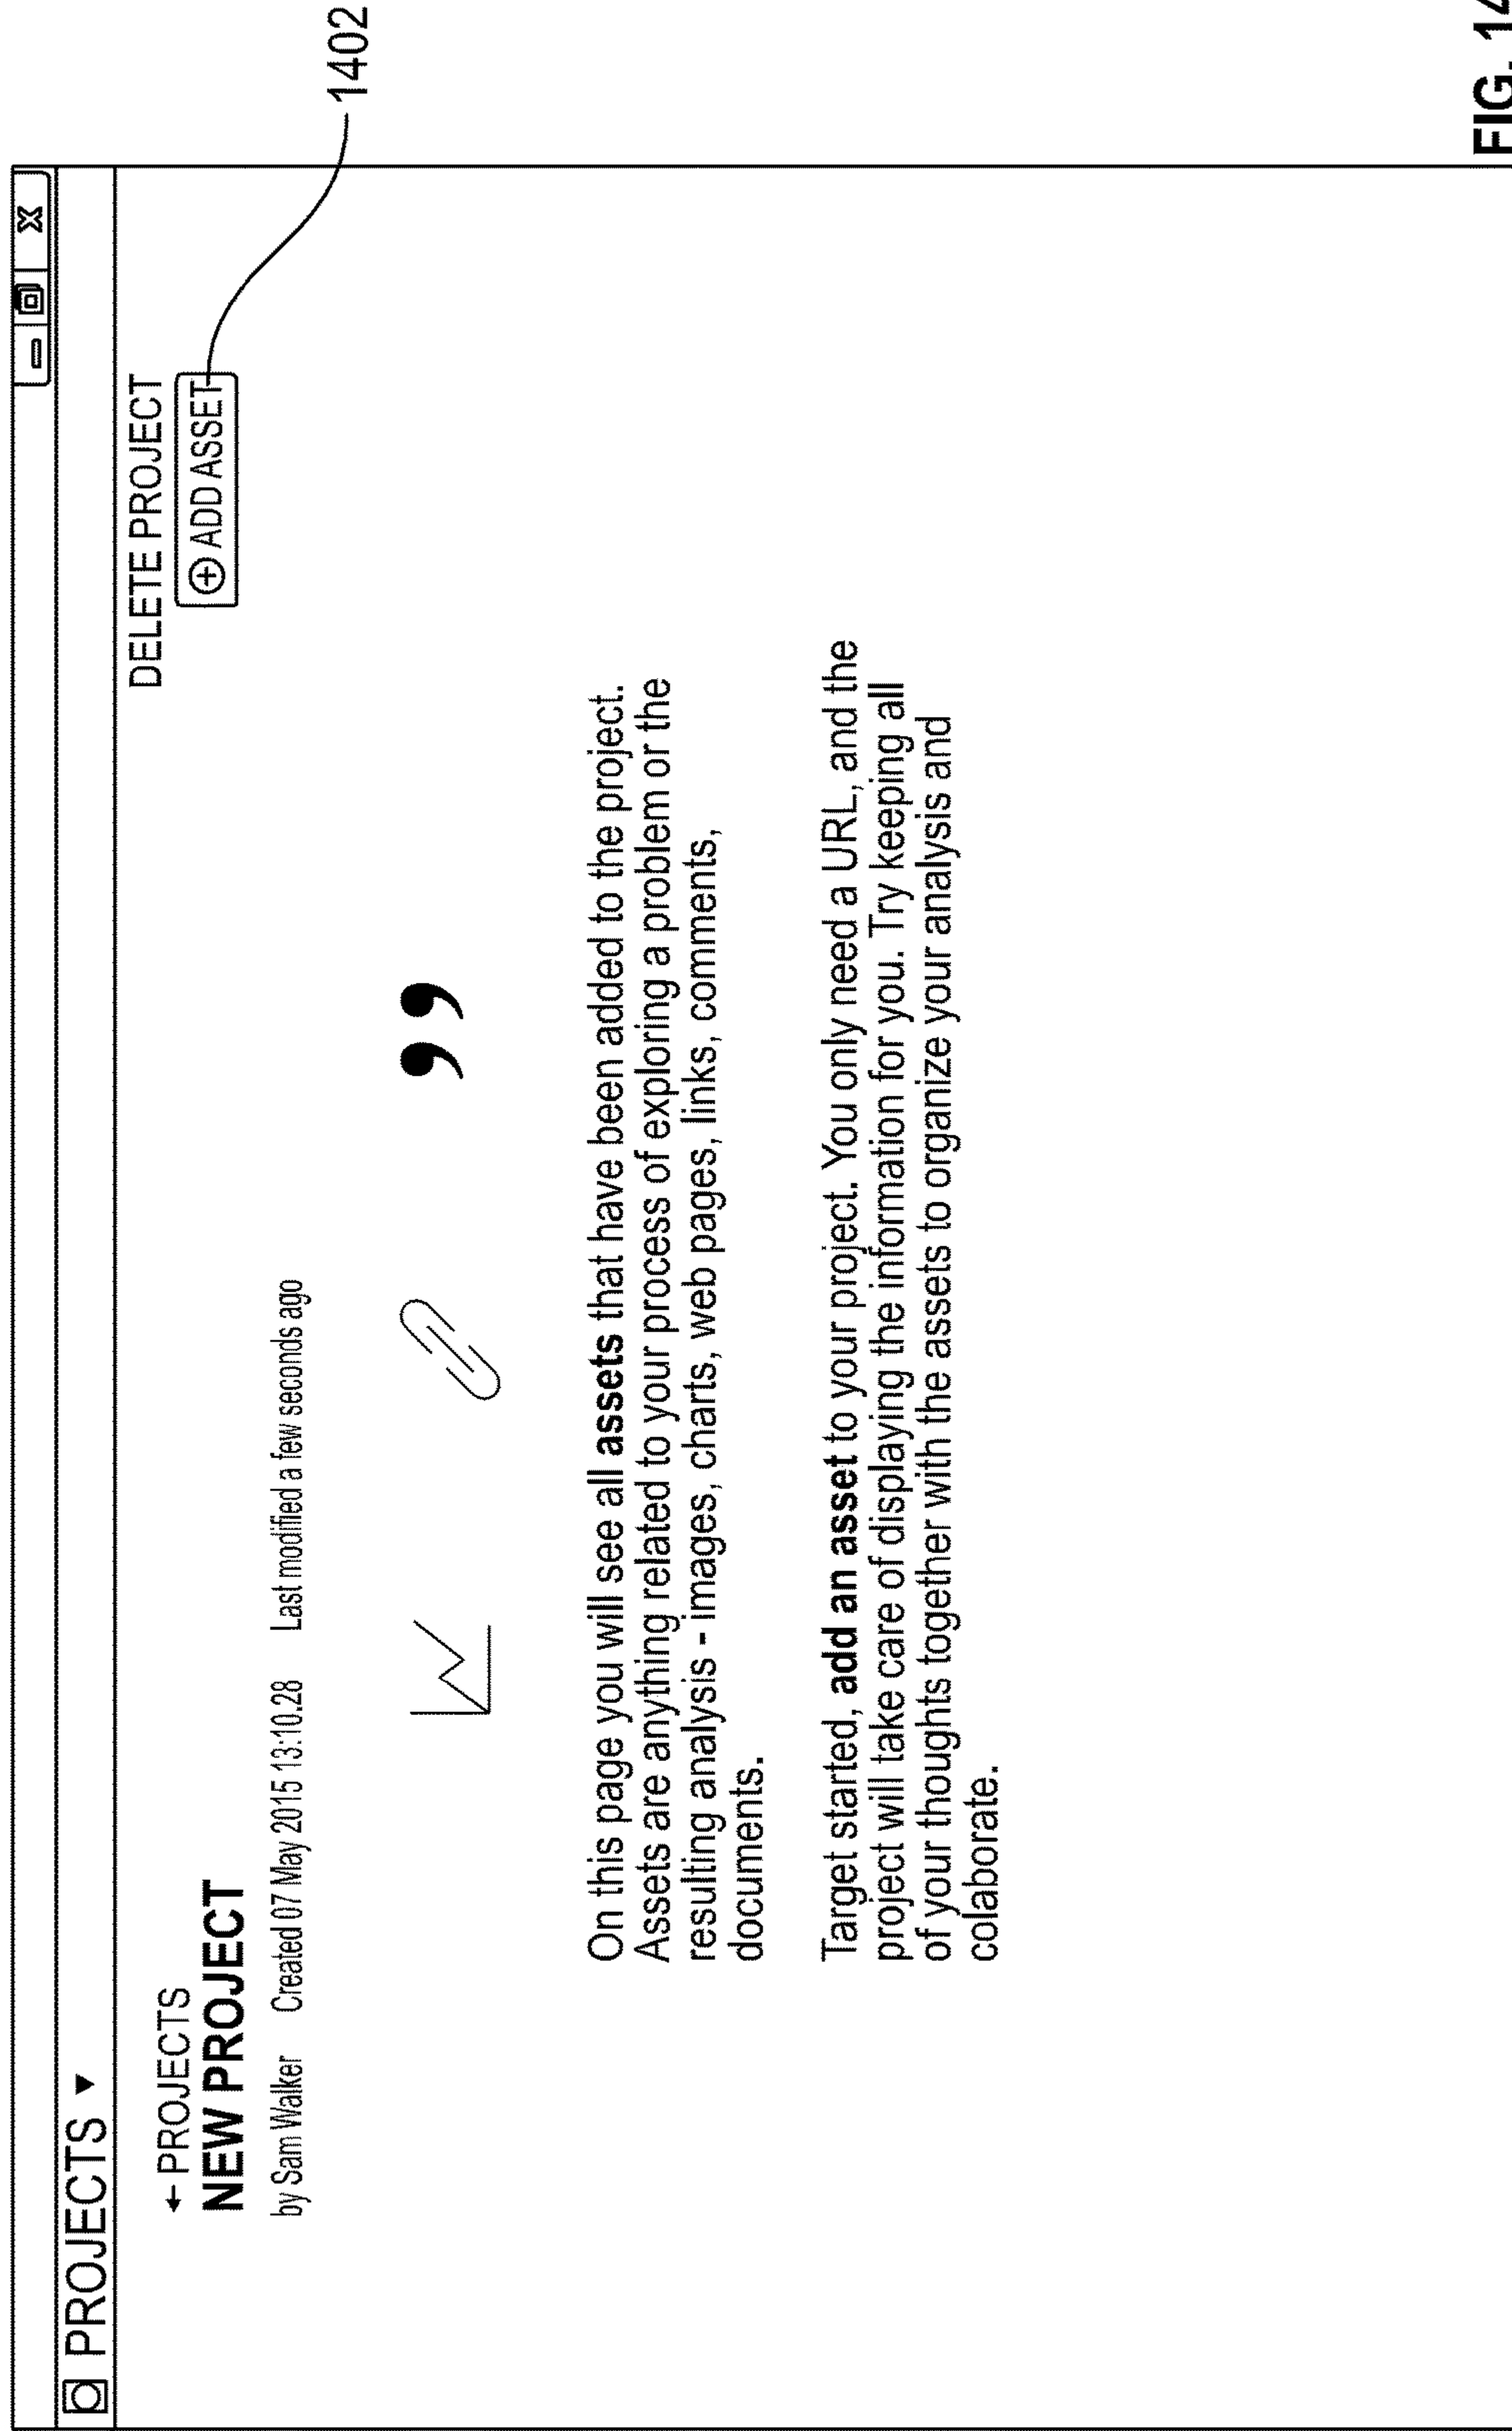 PROJECTS ▼
← PROJECTS
DELETE PROJECT
NEW PROJECT
⊕ ADD ASSET
by Sam Walker Created 07 May 2015 13:10.28 Last modified a few seconds ago
1402
On this page you will see all assets that have been added to the project.
Assets are anything related to your process of exploring a problem or the
resulting analysis - images, charts, web pages, links, comments,
documents.
Target started, add an asset to your project. You only need a URL, and the
project will take care of displaying the information for you. Try keeping all
of your thoughts together with the assets to organize your analysis and
colaborate.
FIG. 14